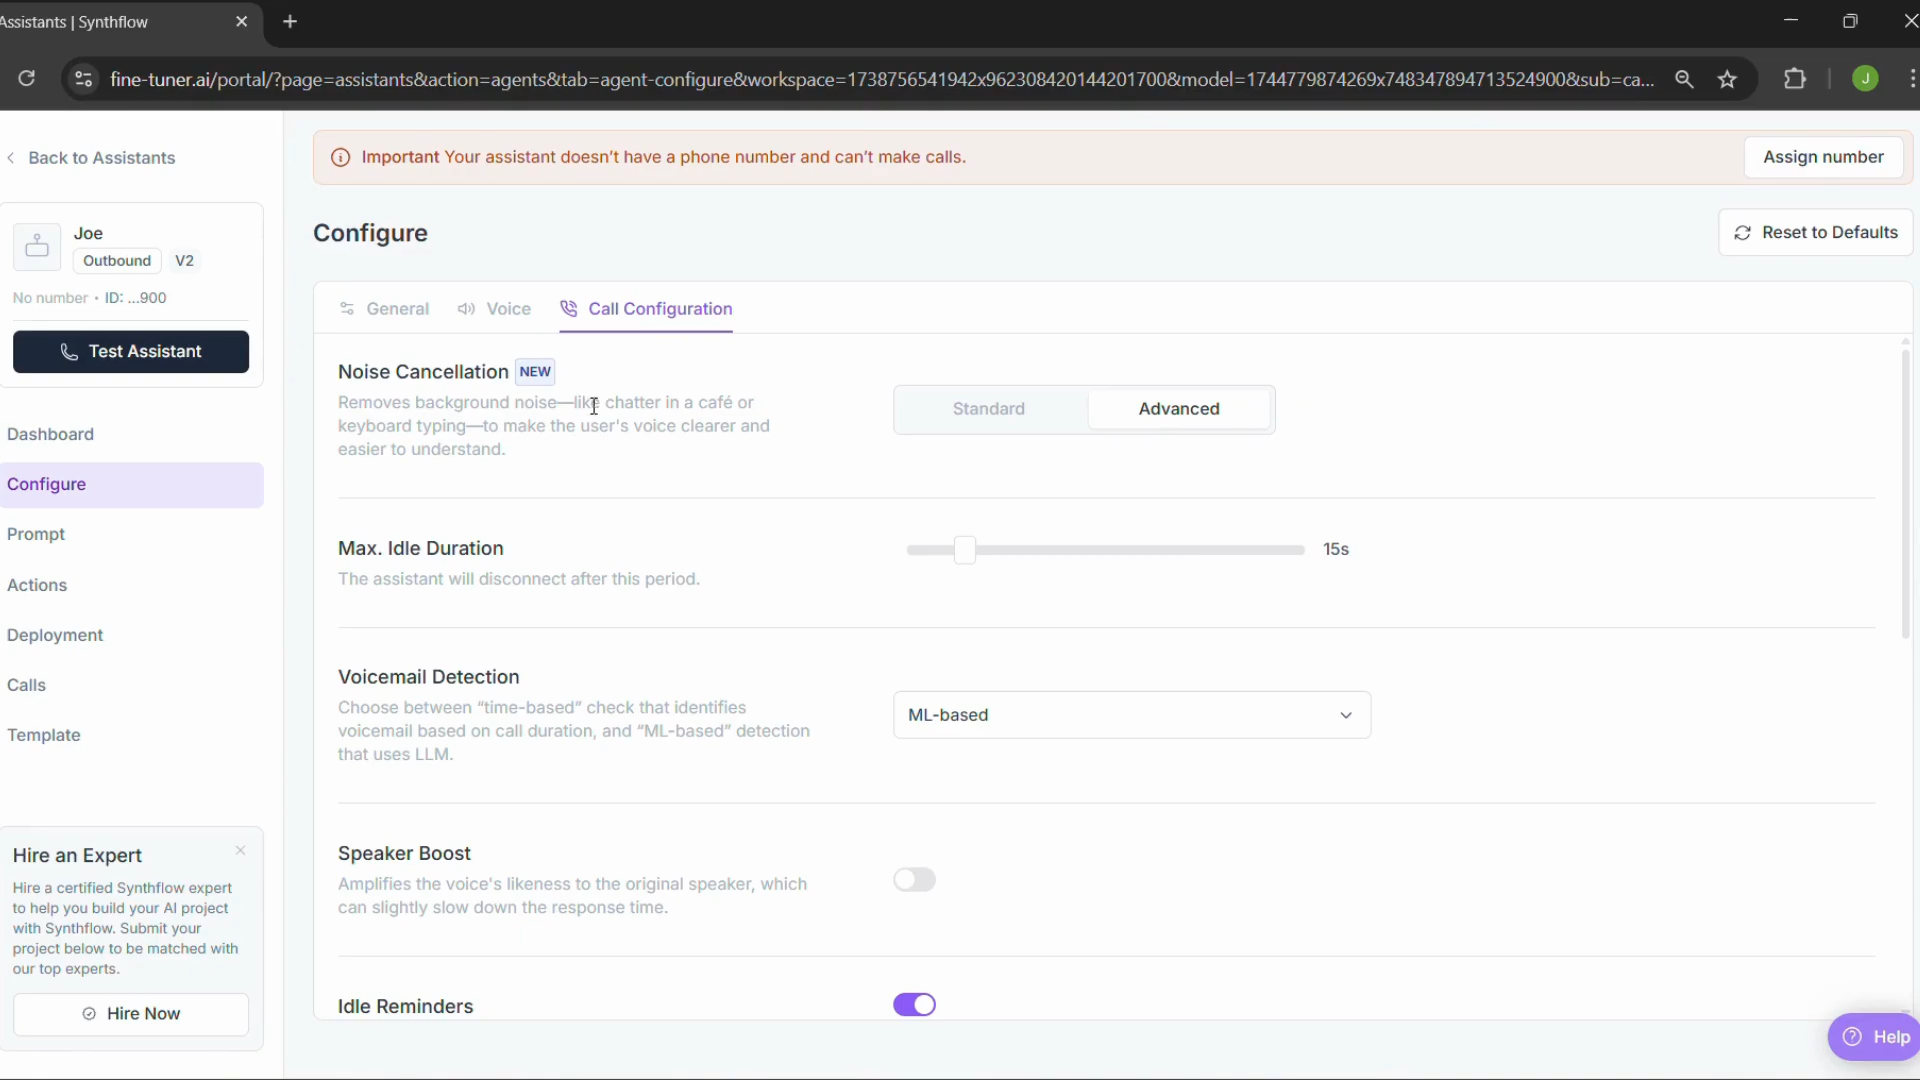 Assistants | Synthflow
fine-tuner.ai/portal/?page=assistants&action=agents&tab=agent-configure&workspace=1738756541942x962308420144201700&model=1744779874269x748347894713524900&sub=ca...
J
Back to Assistants
Important Your assistant doesn't have a phone number and can't make calls.
Assign number
Joe
Outbound V2
No number • ID: ...900
Test Assistant
Dashboard
Configure
Prompt
Actions
Deployment
Calls
Template
Hire an Expert
Hire a certified Synthflow expert
to help you build your AI project
with Synthflow. Submit your
project below to be matched with
our top experts.
Hire Now
Configure
Reset to Defaults
General Voice Call Configuration
Noise Cancellation NEW
Removes background noise—like chatter in a café or
keyboard typing—to make the user's voice clearer and
easier to understand.
Standard Advanced
Max. Idle Duration
The assistant will disconnect after this period.
15s
Voicemail Detection
Choose between “time-based” check that identifies
voicemail based on call duration, and “ML-based” detection
that uses LLM.
ML-based
Speaker Boost
Amplifies the voice's likeness to the original speaker, which
can slightly slow down the response time.
Idle Reminders
Help